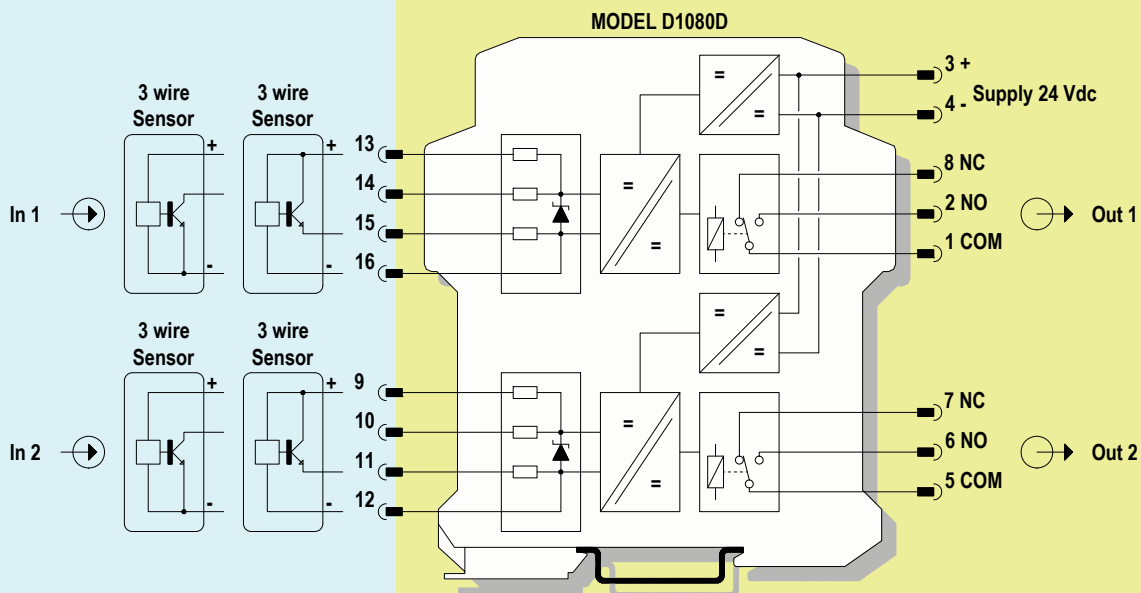 MODEL D1080D
3 +
Supply 24 Vdc
4 -
3 wire
Sensor
3 wire
Sensor
+
+
13
14
15
16
-
-
In 1
=
=
=
=
8 NC
2 NO
1 COM
Out 1
3 wire
Sensor
3 wire
Sensor
+
+
9
10
11
12
-
-
In 2
=
=
=
=
7 NC
6 NO
5 COM
Out 2